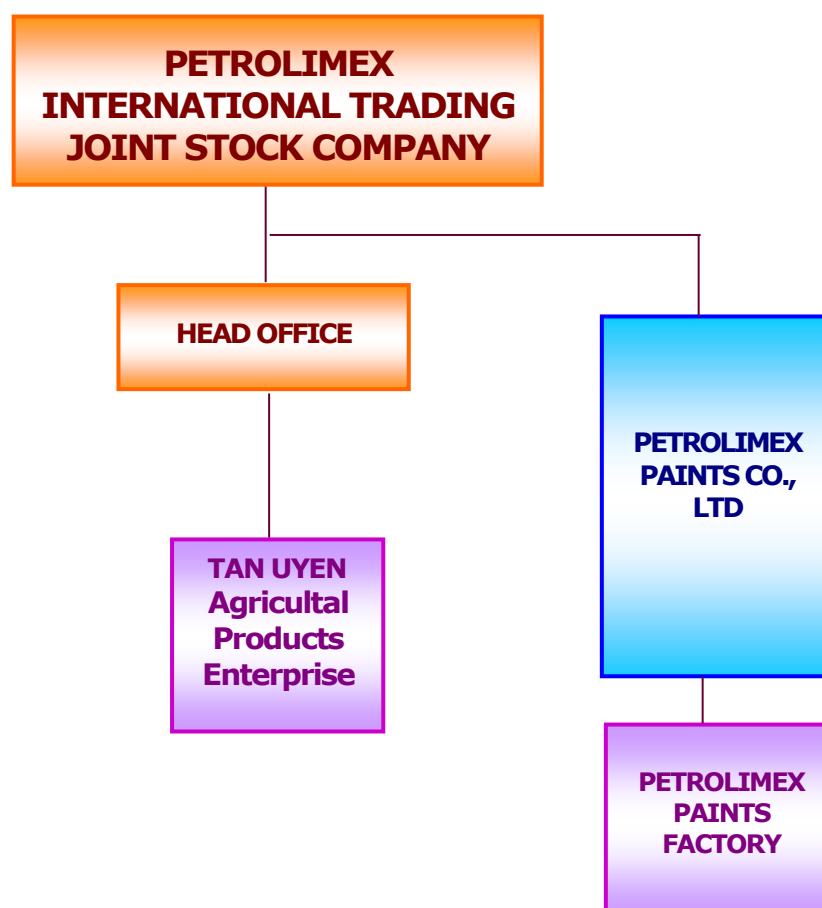 PETROLIMEX
INTERNATIONAL TRADING
JOINT STOCK COMPANY
HEAD OFFICE
PETROLIMEX
PAINTS CO.,
LTD
TAN UYEN
Agricultal
Products
Enterprise
PETROLIMEX
PAINTS
FACTORY